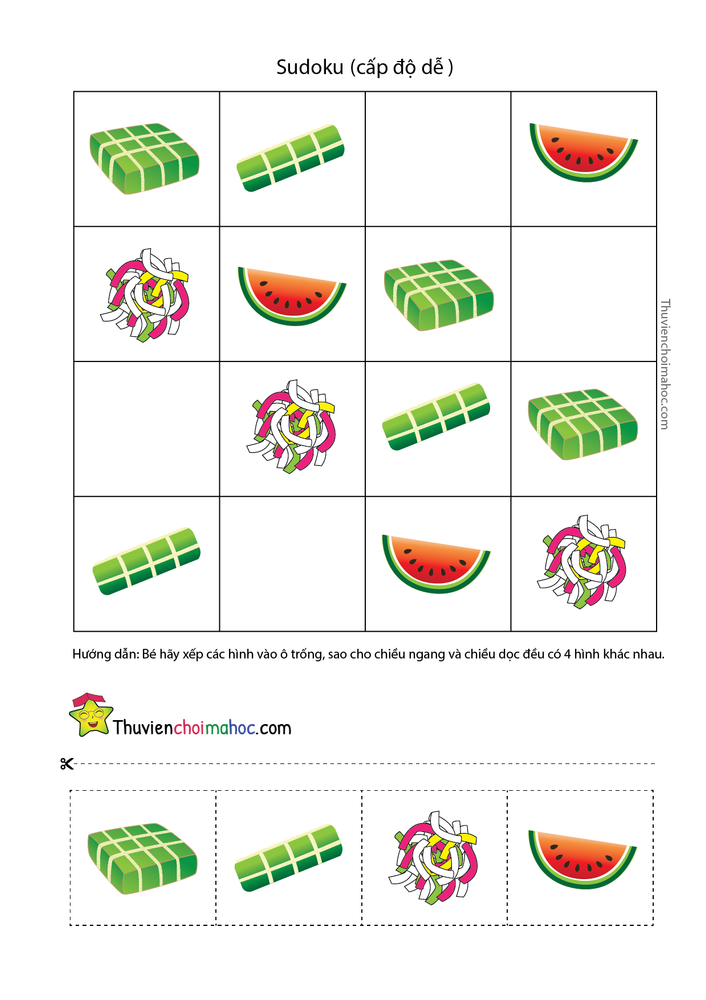 Sudoku (cấp độ dễ )
Thuvienchoimahoc.com
Hướng dẫn: Bé hãy xếp các hình vào ô trống, sao cho chiều ngang và chiều dọc đều có 4 hình khác nhau.
Thuvienchoimahoc.com